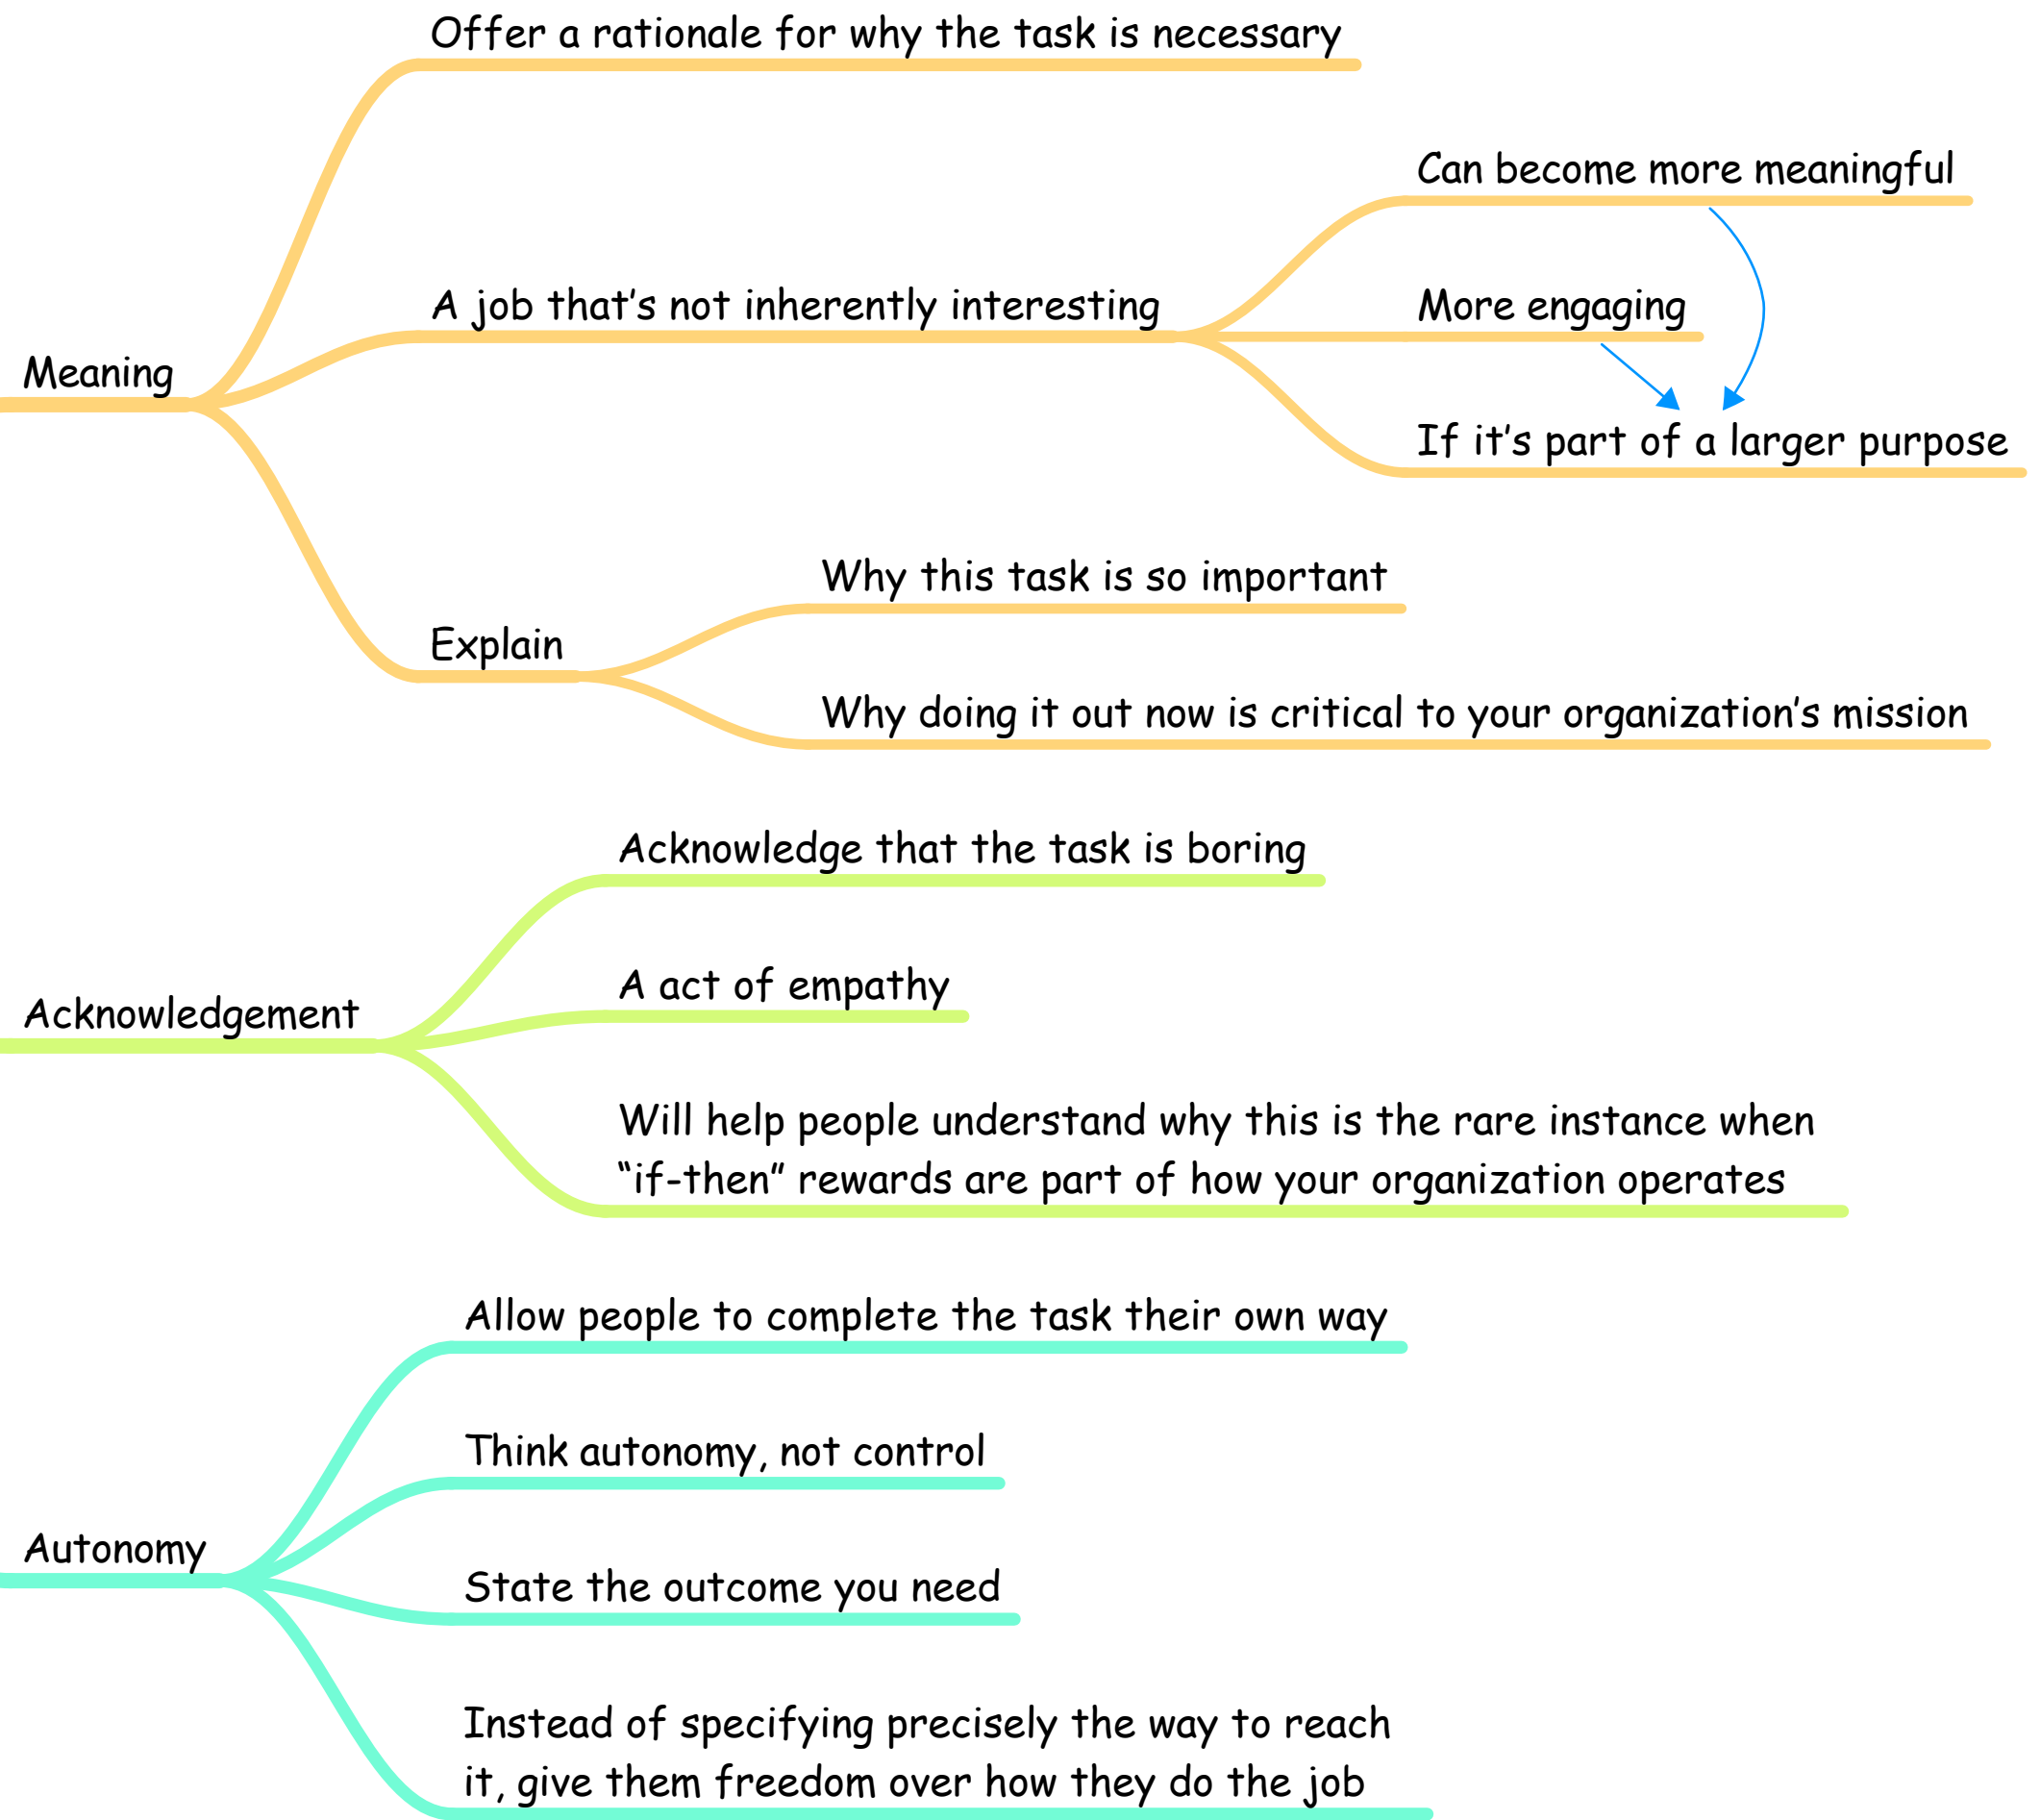 Offer a rationale for why the task is necessary
Can become more meaningful
A job that’s not inherently interesting
More engaging
Meaning
If it’s part of a larger purpose
Why this task is so important
Explain
Why doing it out now is critical to your organization’s mission
Acknowledge that the task is boring
A act of empathy
Acknowledgement
Will help people understand why this is the rare instance when
“if-then” rewards are part of how your organization operates
Allow people to complete the task their own way
Think autonomy, not control
Autonomy
State the outcome you need
Instead of specifying precisely the way to reach
it, give them freedom over how they do the job